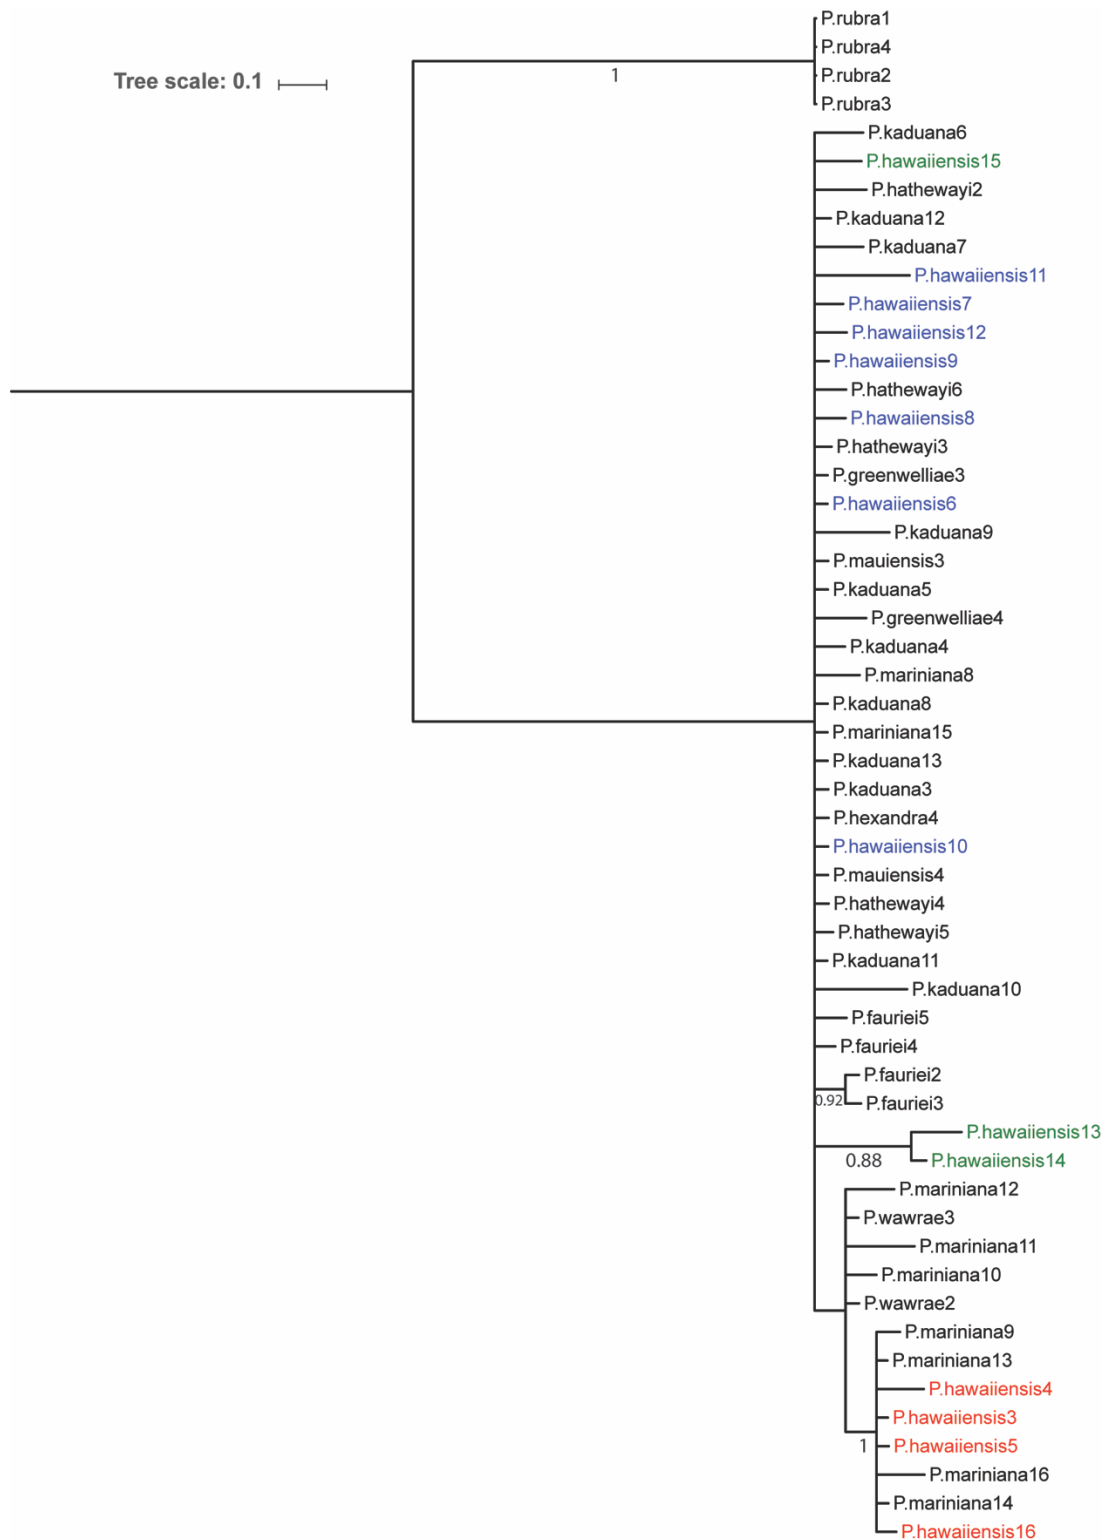 P.rubra1
P.rubra4
Tree scale: 0.1
1
P.rubra2
P.rubra3
P.kaduana6
P.hawaiiensis15
P.hathewayi2
P.kaduana12
P.kaduana7
P.hawaiiensis11
P.hawaiiensis7
P.hawaiiensis12
P.hawaiiensis9
P.hathewayi6
P.hawaiiensis8
P.hathewayi3
P.greenwelliae3
P.hawaiiensis6
P.kaduana9
P.mauiensis3
P.kaduana5
P.greenwelliae4
P.kaduana4
P.mariniana8
P.kaduana8
P.mariniana15
P.kaduana13
P.kaduana3
P.hexandra4
P.hawaiiensis10
P.mauiensis4
P.hathewayi4
P.hathewayi5
P.kaduana11
P.kaduana10
P.fauriei5
P.fauriei4
P.fauriei2
0.92
P.fauriei3
P.hawaiiensis13
0.88
P.hawaiiensis14
P.mariniana12
P.wawrae3
P.mariniana11
P.mariniana10
P.wawrae2
P.mariniana9
P.mariniana13
P.hawaiiensis4
P.hawaiiensis3
1
P.hawaiiensis5
P.mariniana16
P.mariniana14
P.hawaiiensis16